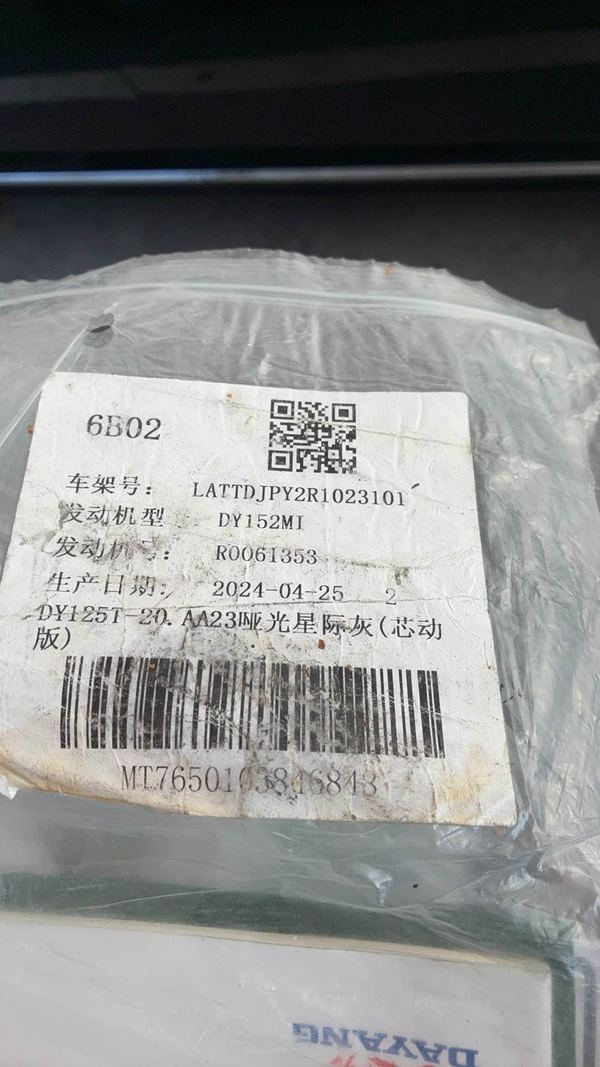 6B02
车架号: LATTDJPY2R1023101
发动机型 DY152MI
发动机号: R0061353
生产日期: 2024-04-25 2
DY125T-20.AA23哑光星际灰(芯动
版)
DAYANG